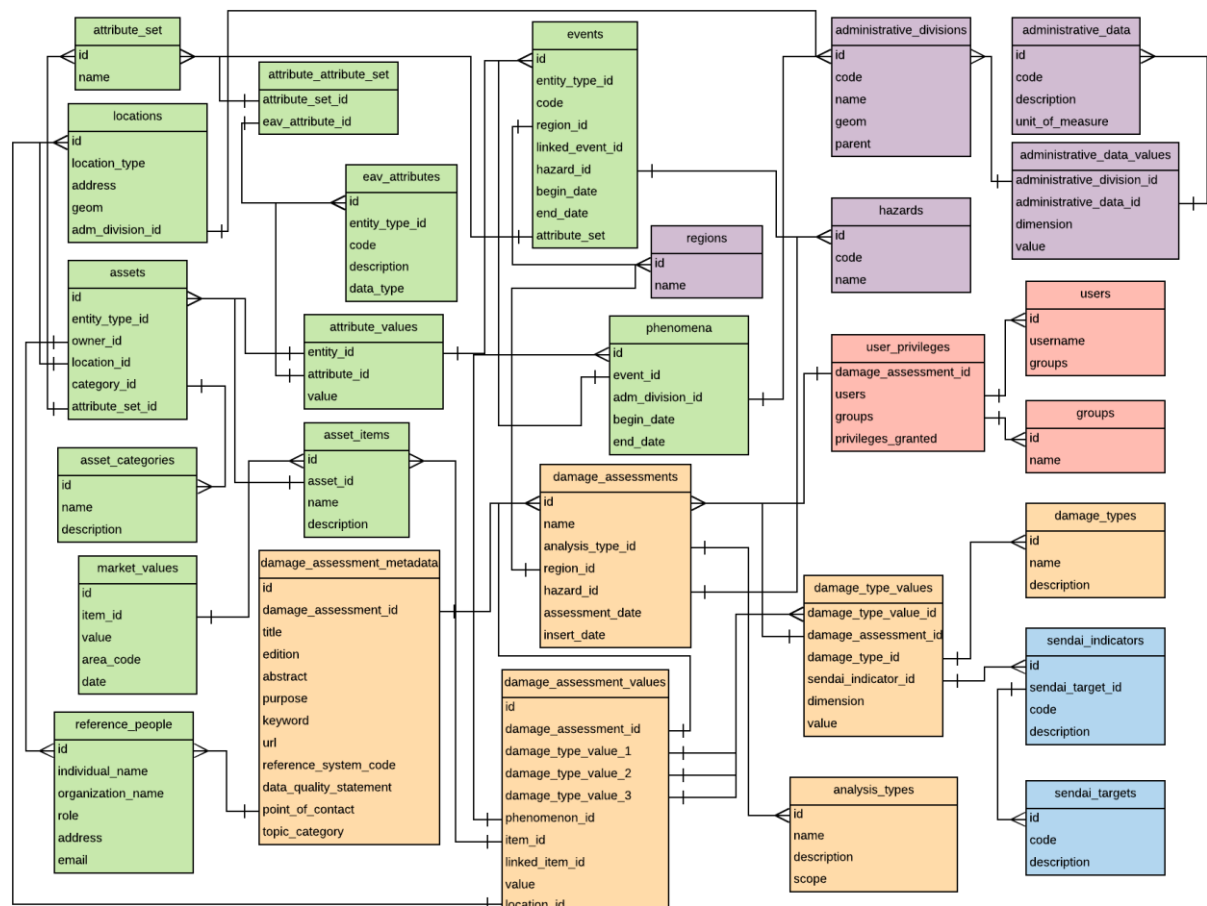 attribute_set
id
name
attribute_attribute_set
attribute_set_id
eav_attribute_id
events
id
entity_type_id
code
region_id
linked_event_id
hazard_id
begin_date
end_date
attribute_set
administrative_divisions
id
code
name
geom
parent
administrative_data
id
code
description
unit_of_measure
locations
id
location_type
address
geom
adm_division_id
eav_attributes
id
entity_type_id
code
description
data_type
administrative_data_values
administrative_division_id
administrative_data_id
dimension
value
regions
id
name
hazards
id
code
name
assets
id
entity_type_id
owner_id
location_id
category_id
attribute_set_id
attribute_values
entity_id
attribute_id
value
phenomena
id
event_id
adm_division_id
begin_date
end_date
user_privileges
damage_assessment_id
users
groups
privileges_granted
users
id
username
groups
groups
id
name
asset_categories
id
name
description
asset_items
id
asset_id
name
description
damage_assessments
id
name
analysis_type_id
region_id
hazard_id
assessment_date
insert_date
damage_types
id
name
description
market_values
id
item_id
value
area_code
date
damage_assessment_metadata
id
damage_assessment_id
title
edition
abstract
purpose
keyword
url
reference_system_code
data_quality_statement
point_of_contact
topic_category
damage_type_values
damage_type_value_id
damage_assessment_id
damage_type_id
sendai_indicator_id
dimension
value
sendai_indicators
id
sendai_target_id
code
description
reference_people
id
individual_name
organization_name
role
address
email
damage_assessment_values
id
damage_assessment_id
damage_type_value_1
damage_type_value_2
damage_type_value_3
phenomenon_id
item_id
linked_item_id
value
location_id
analysis_types
id
name
description
scope
sendai_targets
id
code
description